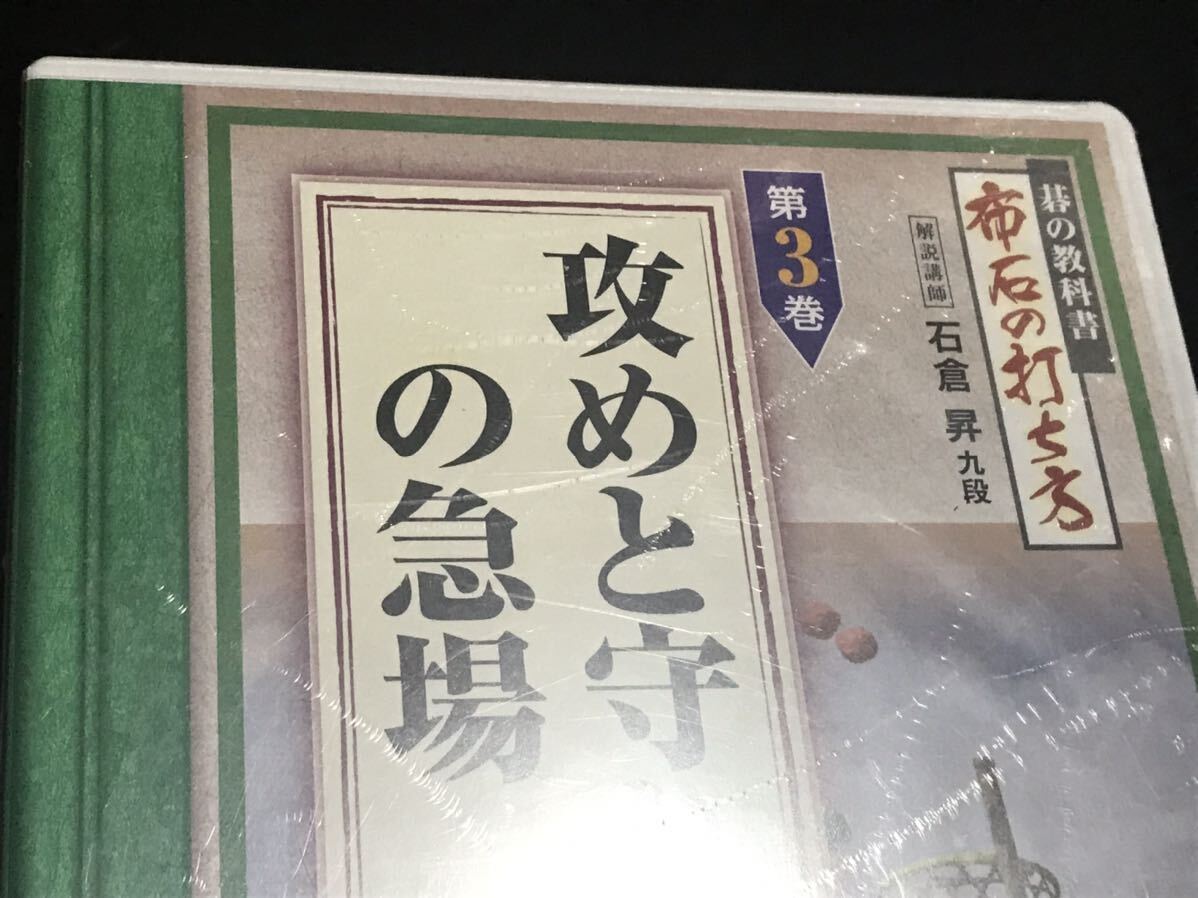 碁の教科書
布石の打ち方
解説講師
石倉 昇 九段
第3巻
攻めと守
の急場